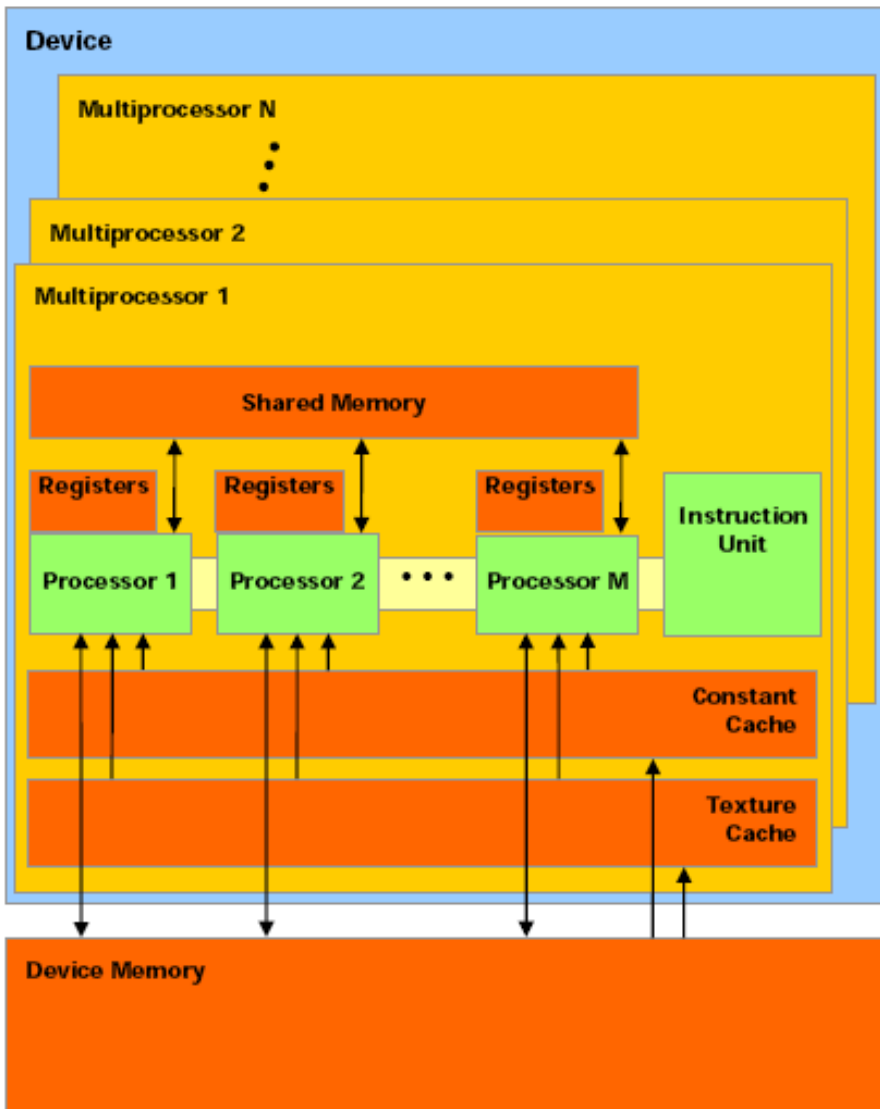 Device
Multiprocessor N
Multiprocessor 2
Multiprocessor 1
Shared Memory
Registers
Registers
Registers
Instruction
Unit
Processor 1
Processor 2
• • •
Processor M
Constant
Cache
Texture
Cache
Device Memory